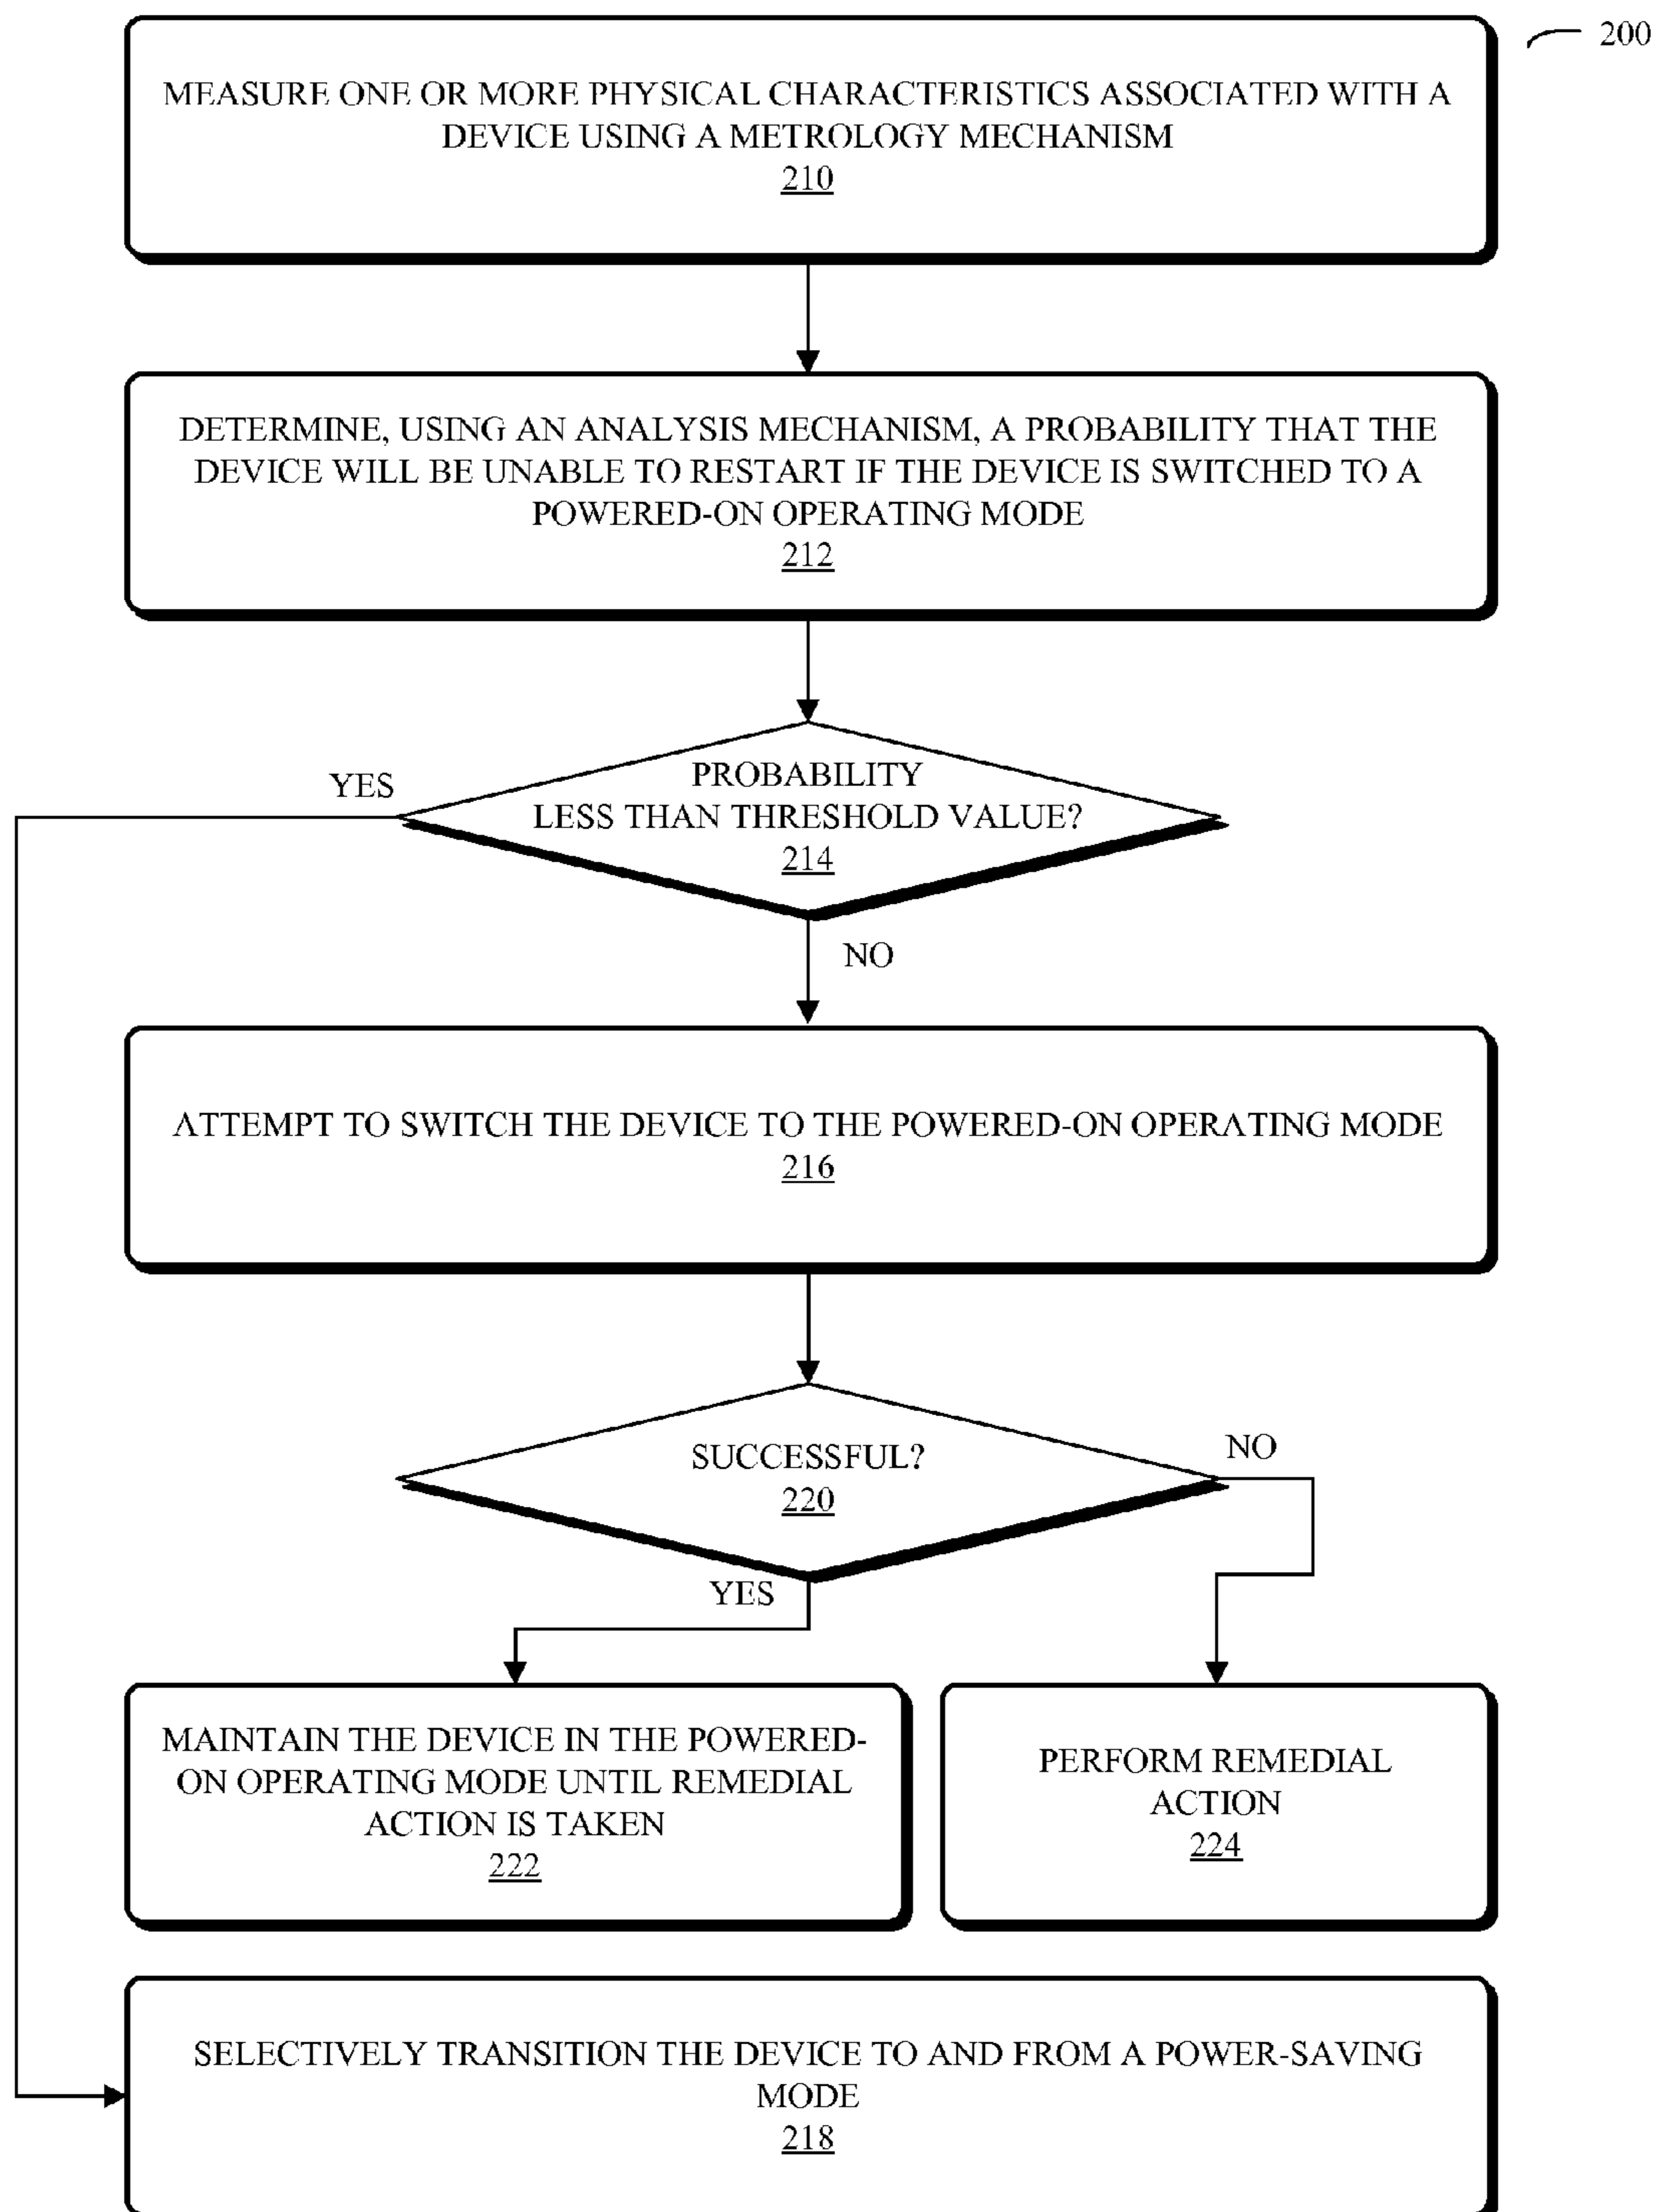 200
MEASURE ONE OR MORE PHYSICAL CHARACTERISTICS ASSOCIATED WITH A
DEVICE USING A METROLOGY MECHANISM
210
DETERMINE, USING AN ANALYSIS MECHANISM, A PROBABILITY THAT THE
DEVICE WILL BE UNABLE TO RESTART IF THE DEVICE IS SWITCHED TO A
POWERED-ON OPERATING MODE
212
YES
PROBABILITY
LESS THAN THRESHOLD VALUE?
214
NO
ATTEMPT TO SWITCH THE DEVICE TO THE POWERED-ON OPERATING MODE
216
SUCCESSFUL?
220
NO
YES
MAINTAIN THE DEVICE IN THE POWERED-
ON OPERATING MODE UNTIL REMEDIAL
ACTION IS TAKEN
222
PERFORM REMEDIAL
ACTION
224
SELECTIVELY TRANSITION THE DEVICE TO AND FROM A POWER-SAVING
MODE
218